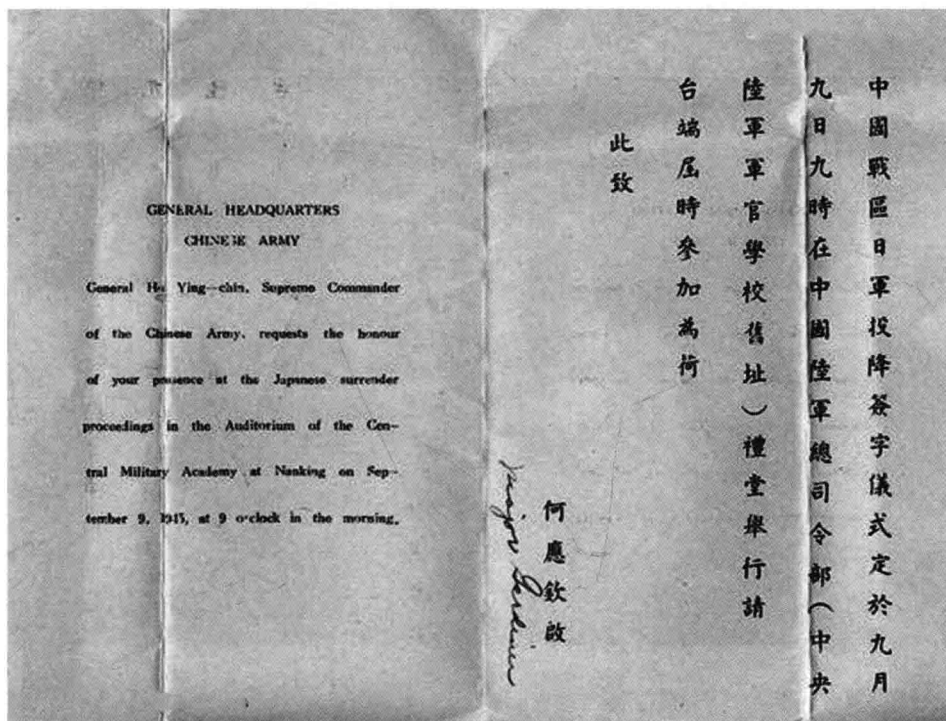 GENERAL HEADQUARTERS
CHINESE ARMY
General Ho Ying—chin, Supreme Commander
of the Chinese Army, requests the honour
of your presence at the Japanese surrender
proceedings in the Auditorium of the Cen-
tral Military Academy at Nanking on Sep-
tember 9, 1945, at 9 o'clock in the morning.
中國戰區日軍投降簽字儀式定於九月
九日九時在中國陸軍總司令部（中央
陸軍軍官學校舊址）禮堂舉行請
台端屆時參加為荷
此致
何應欽啟
Major Gardiner